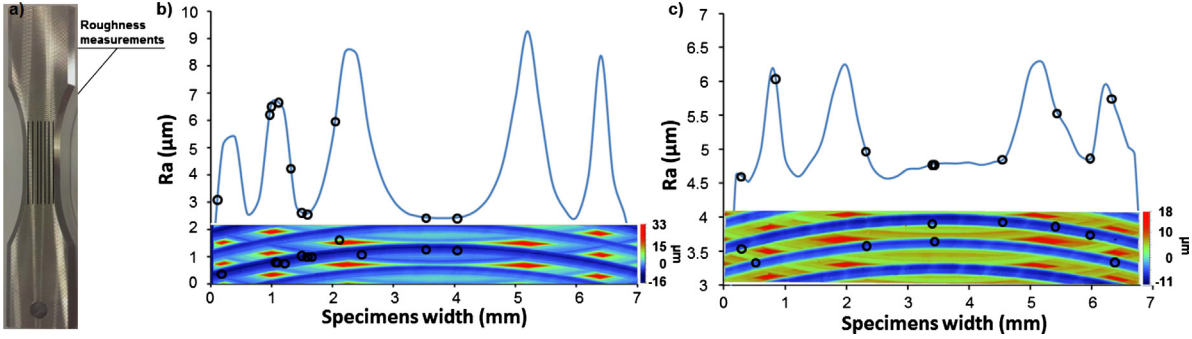 a)
Roughness
measurements
b)
10
9
8
7
6
5
4
3
2
1
0
Ra (µm)
0 1 2 3 4 5 6 7
Specimens width (mm)
33
15
0
-16
µm
c)
7
6.5
6
5.5
5
4.5
4
3.5
3
Ra (µm)
0 1 2 3 4 5 6 7
Specimens width (mm)
18
10
0
-11
µm